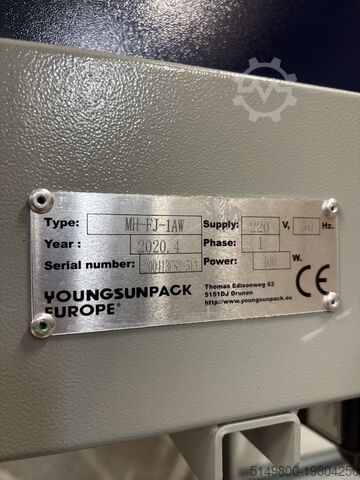 Type: MH-FJ-1AW Supply: 220 V, 50 Hz.
Year : 2020.4 Phase: 1
Serial number: Power: 400 W.
YOUNGSUNPACK
EUROPE®
Thomas Edisonweg 62
5151DJ Drunen
http://www.youngsunpack.eu
CE
5149800-19804250